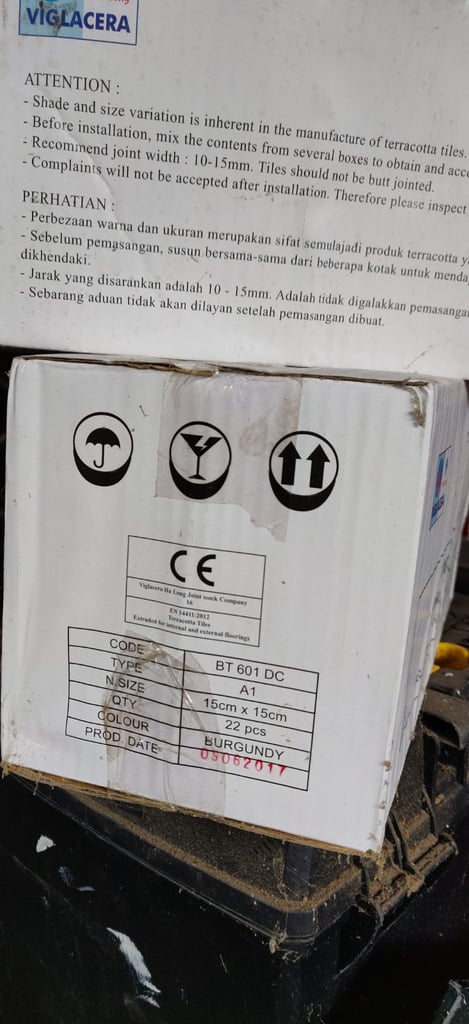 VIGLACERA
ATTENTION :
- Shade and size variation is inherent in the manufacture of terracotta tiles.
- Before installation, mix the contents from several boxes to obtain and
- Recommend joint width : 10-15mm. Tiles should not be butt jointed.
- Complaints will not be accepted after installation. Therefore please inspect
PERHATIAN :
- Perbezaan warna dan ukuran merupakan sifat semulajadi produk terracotta
- Sebelum pemasangan, susun bersama-sama dari beberapa kotak untuk
dikhendaki.
- Jarak yang disarankan adalah 10 - 15mm. Adalah tidak digalakkan
- Sebarang aduan tidak akan dilayan setelah pemasangan dibuat.
CE
Viglacera Ha Long Joint stock Company
16
EN 14411:2012
Terracotta Tiles
Extruded for internal and external floorings
CODE BT 601 DC
TYPE A1
N.SIZE 15cm x 15cm
QTY 22 pcs
COLOUR BURGUNDY
PROD. DATE 09062017